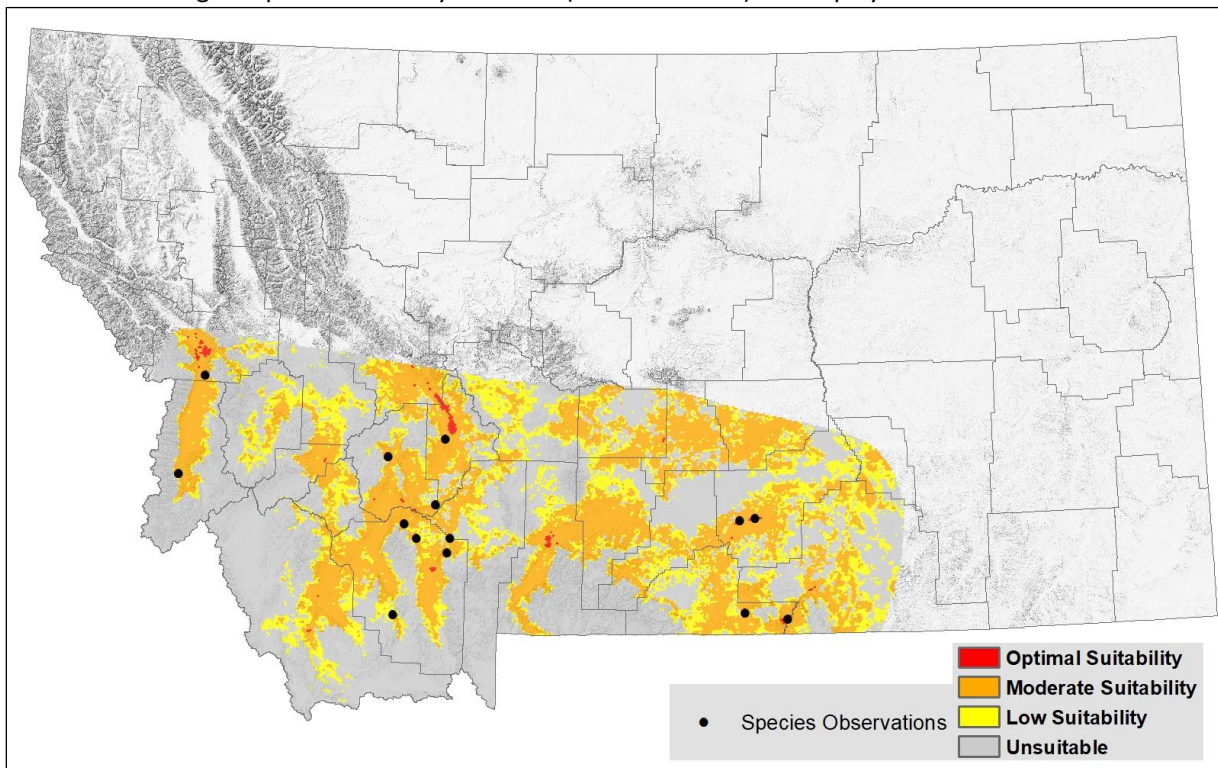 Optimal Suitability
Moderate Suitability
Species Observations
Low Suitability
Unsuitable